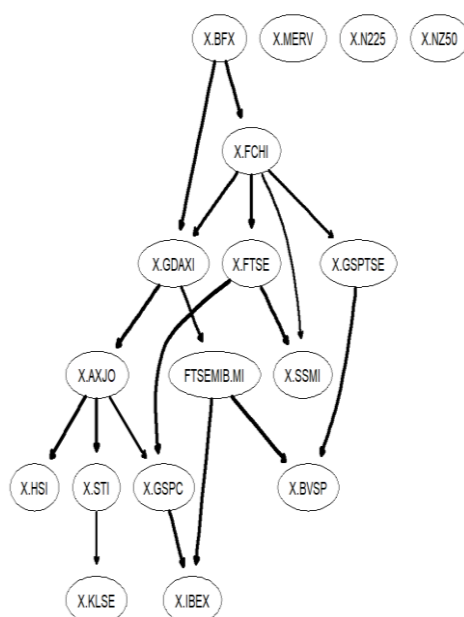 X.BFX X.MERV X.N225 X.NZ50
X.FCHI
X.GDAXI X.FTSE X.GSPTSE
X.AXJO FTSEMIB.MI X.SSMI
X.HSI X.STI X.GSPC X.BVSP
X.KLSE X.IBEX